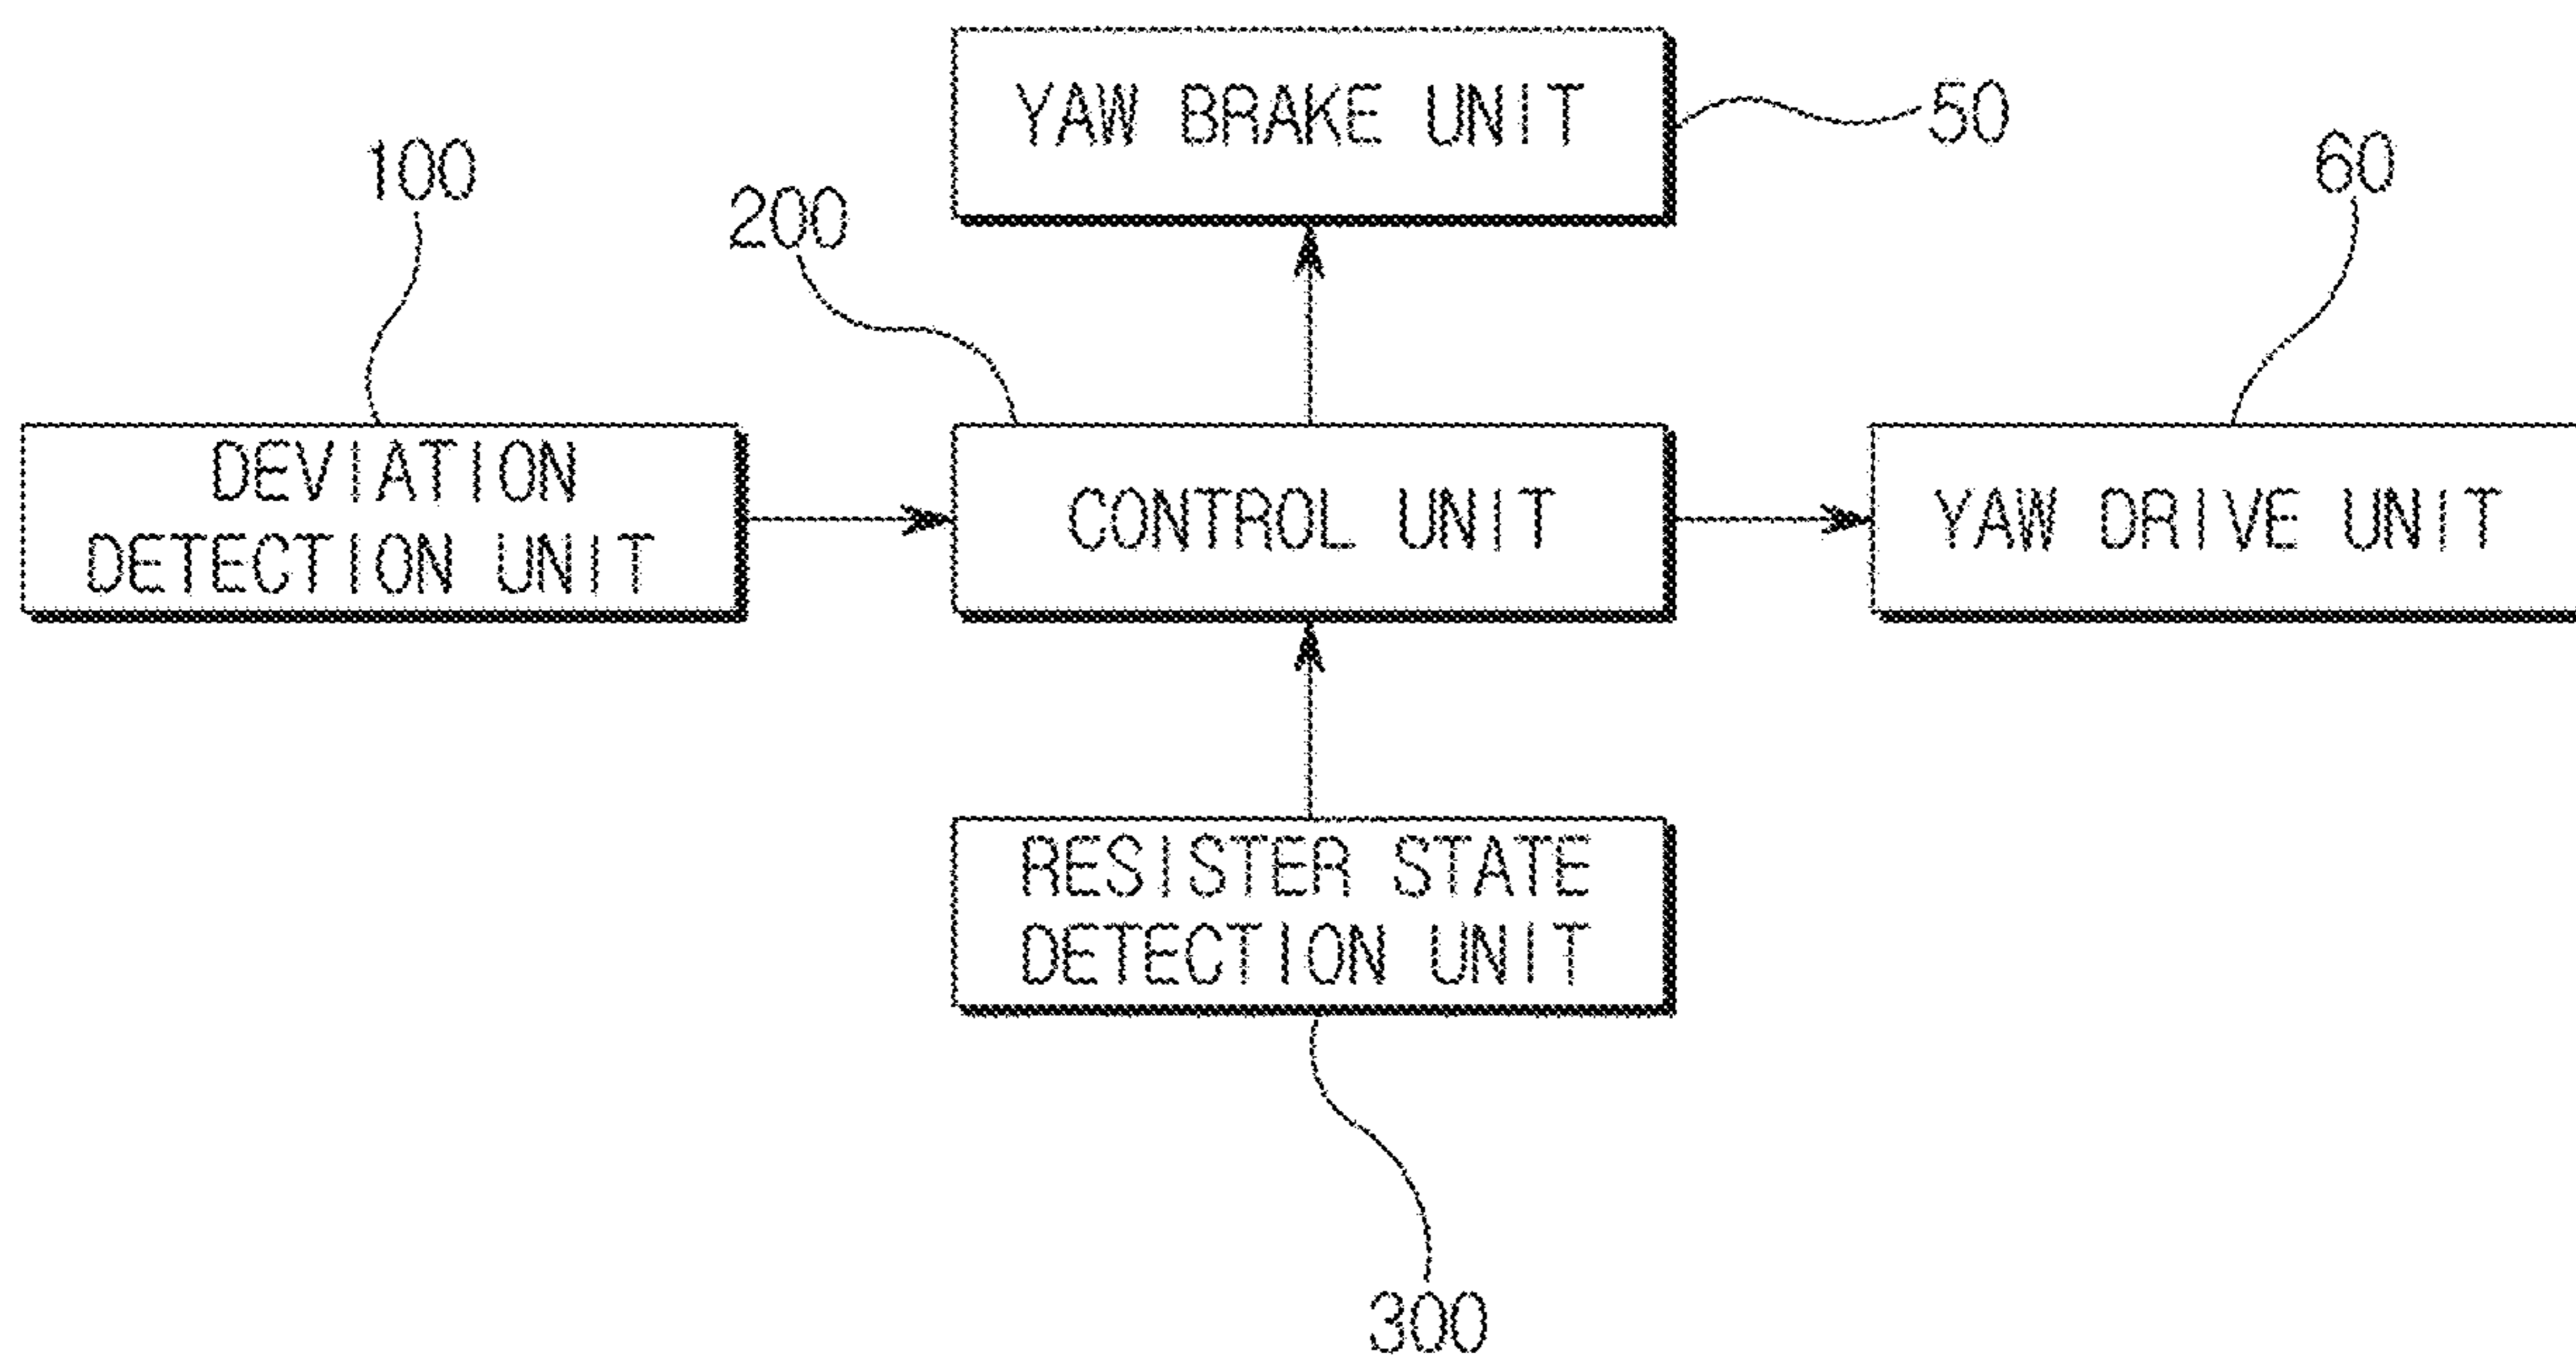 YAW BRAKE UNIT
50
100
200
60
DEVIATION
DETECTION UNIT
CONTROL UNIT
YAW DRIVE UNIT
RESISTER STATE
DETECTION UNIT
300